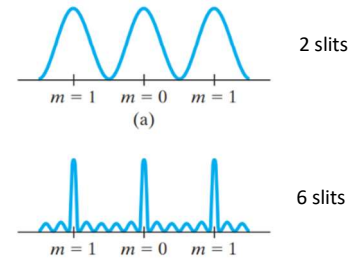 2 slits
m = 1 m = 0 m = 1
(a)
6 slits
m = 1 m = 0 m = 1